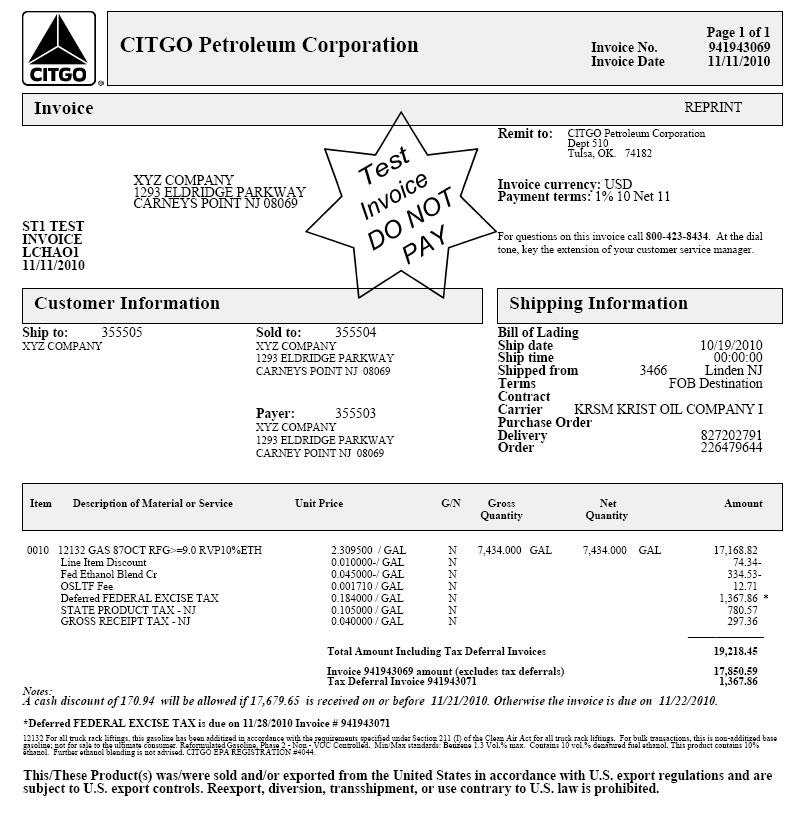 CITGO
®
CITGO Petroleum Corporation
Page 1 of 1
Invoice No. 941943069
Invoice Date 11/11/2010
Invoice REPRINT
Test
Invoice
DO NOT
PAY
Remit to: CITGO Petroleum Corporation
Dept 510
Tulsa, OK. 74182
XYZ COMPANY
1293 ELDRIDGE PARKWAY
CARNEYS POINT NJ 08069
Invoice currency: USD
Payment terms: 1% 10 Net 11
ST1 TEST
INVOICE
LCHAO1
11/11/2010
For questions on this invoice call 800-423-8434. At the dial
tone, key the extension of your customer service manager.
Customer Information
Ship to: 355505
XYZ COMPANY
Sold to: 355504
XYZ COMPANY
1293 ELDRIDGE PARKWAY
CARNEYS POINT NJ 08069
Payer: 355503
XYZ COMPANY
1293 ELDRIDGE PARKWAY
CARNEY POINT NJ 08069
Shipping Information
Bill of Lading
Ship date 10/19/2010
Ship time 00:00:00
Shipped from 3466 Linden NJ
Terms FOB Destination
Contract
Carrier KRSM KRIST OIL COMPANY I
Purchase Order
Delivery 827202791
Order 226479644
Item Description of Material or Service Unit Price G/N Gross Quantity Net Quantity Amount
0010 12132 GAS 87OCT RFG>=9.0 RVP10%ETH 2.309500 / GAL N 7,434.000 GAL 7,434.000 GAL 17,168.82
Line Item Discount 0.010000-/ GAL N 74.34-
Fed Ethanol Blend Cr 0.045000-/ GAL N 334.53-
OSLTF Fee 0.001710 / GAL N 12.71
Deferred FEDERAL EXCISE TAX 0.184000 / GAL N 1,367.86 *
STATE PRODUCT TAX - NJ 0.105000 / GAL N 780.57
GROSS RECEIPT TAX - NJ 0.040000 / GAL N 297.36
Total Amount Including Tax Deferral Invoices 19,218.45
Invoice 941943069 amount (excludes tax deferrals) 17,850.59
Tax Deferral Invoice 941943071 1,367.86
Notes:
A cash discount of 170.94 will be allowed if 17,679.65 is received on or before 11/21/2010. Otherwise the invoice is due on 11/22/2010.
*Deferred FEDERAL EXCISE TAX is due on 11/28/2010 Invoice # 941943071
12132 For all truck rack liftings, this gasoline has been additized in accordance with the requirements specified under Section 211 (I) of the Clean Air Act for all truck rack liftings. For bulk transactions, this is non-additized base
gasoline; not for sale to the ultimate consumer. Reformulated Gasoline, Phase 2 - Non - VOC Controlled. Min/Max standards: Benzene 1.3 Vol.% max. Contains 10 vol.% denatured fuel ethanol. This product contains 10%
ethanol. Further ethanol blending is not advised. CITGO EPA REGISTRATION #4044.
This/These Product(s) was/were sold and/or exported from the United States in accordance with U.S. export regulations and are
subject to U.S. export controls. Reexport, diversion, transshipment, or use contrary to U.S. law is prohibited.